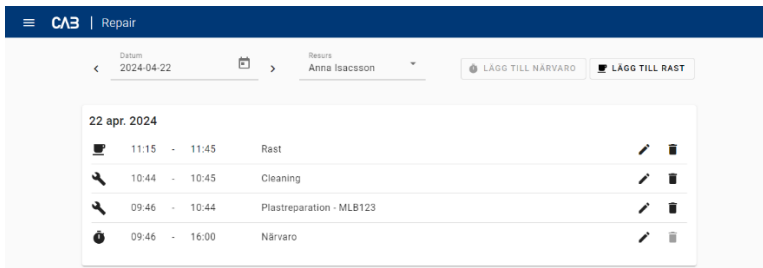 CAB | Repair
Datum
2024-04-22
Resurs
Anna Isacsson
LÄGG TILL NÄRVARO
LÄGG TILL RAST
22 apr. 2024
11:15 - 11:45 Rast
10:44 - 10:45 Cleaning
09:46 - 10:44 Plastreparation - MLB123
09:46 - 16:00 Närvaro